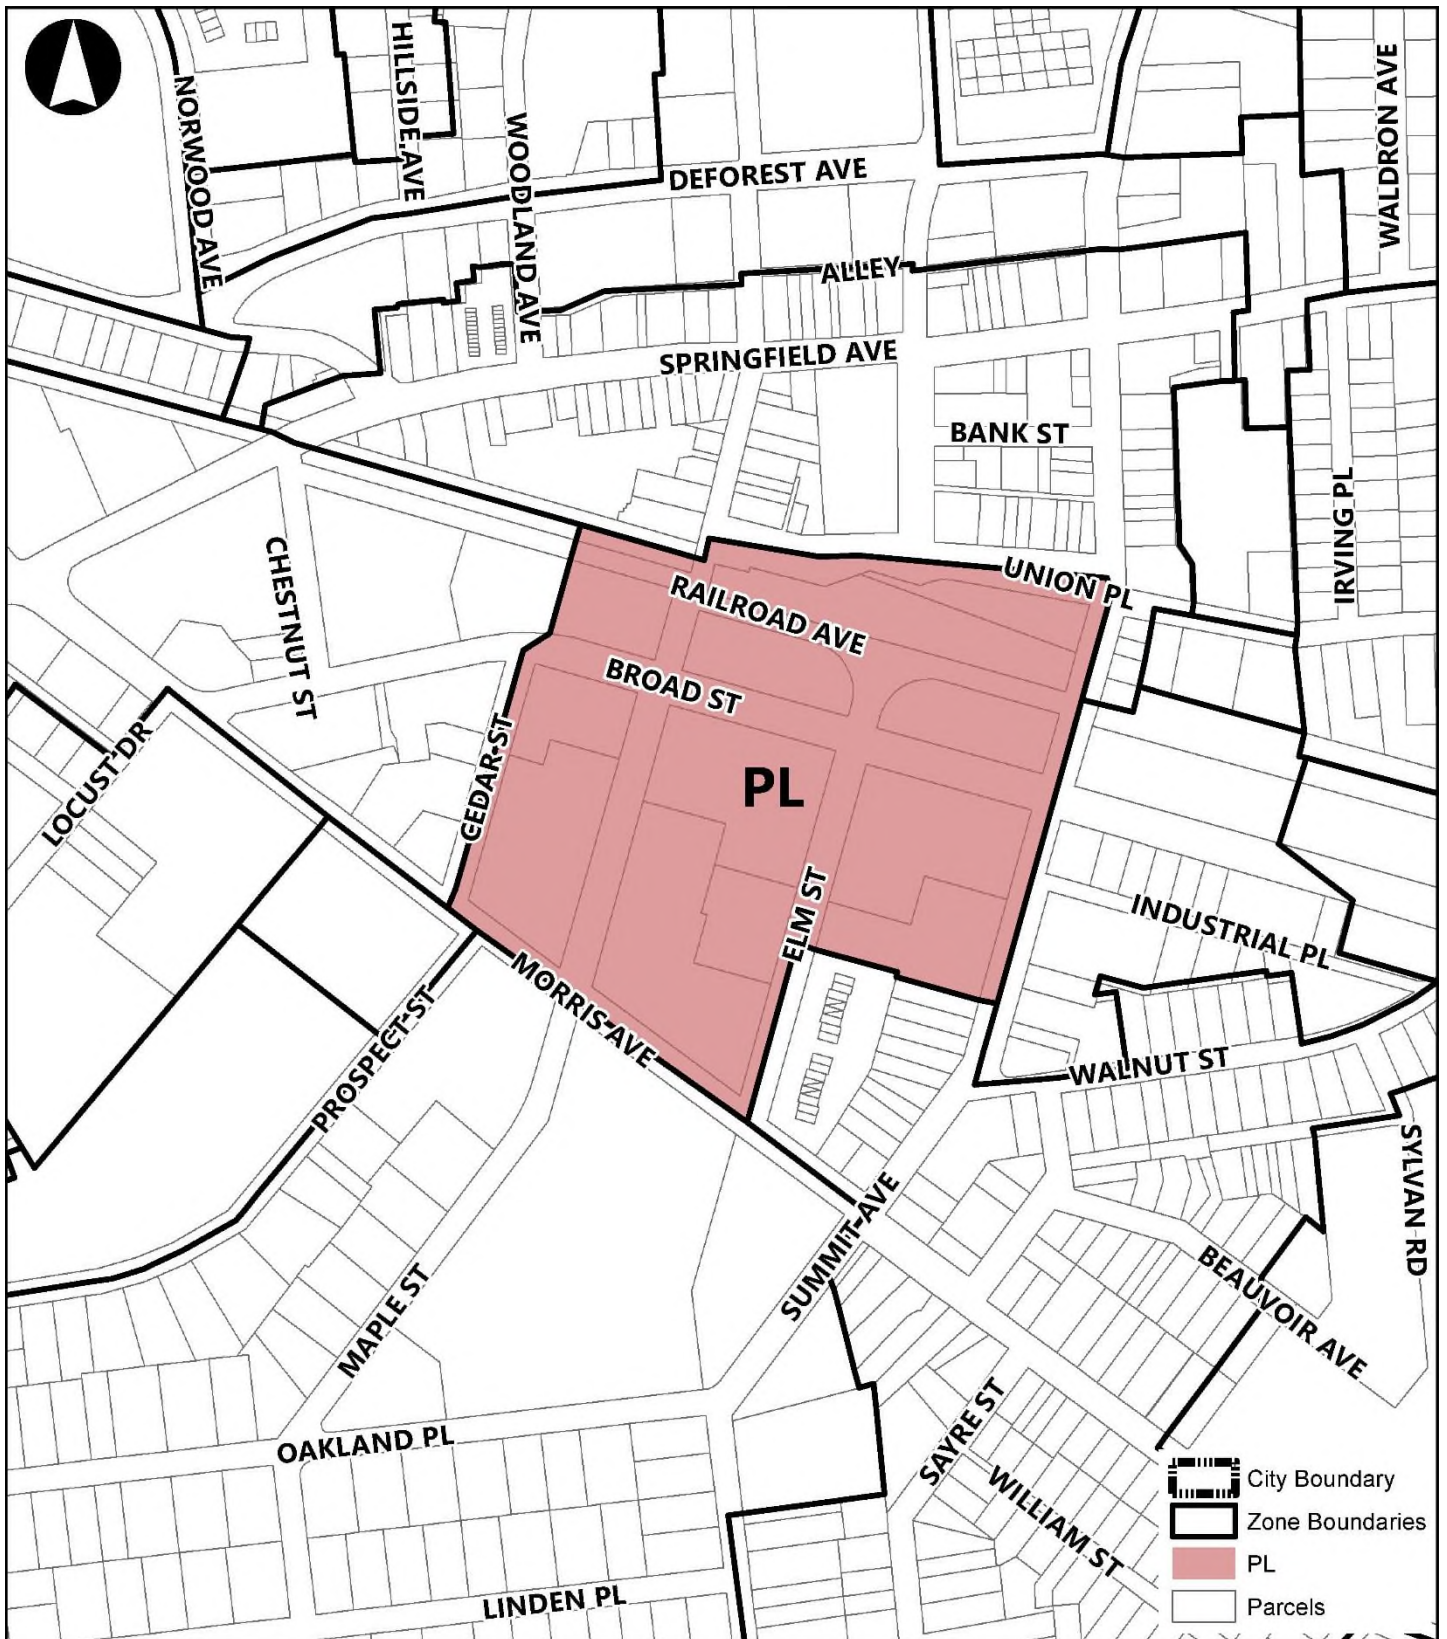 HILLSIDE AVE
WALDRON AVE
NORWOOD AVE
WOODLAND AVE
DEFOREST AVE
ALLEY
SPRINGFIELD AVE
BANK ST
IRVING PL
CHESTNUT ST
UNION PL
RAILROAD AVE
BROAD ST
LOCUST DR
CEDAR ST
PL
ELM ST
INDUSTRIAL PL
MORRIS AVE
PROSPECT ST
WALNUT ST
SYLVAN RD
SUMMIT AVE
BEAUVOIR AVE
MAPLE ST
SAYRE ST
OAKLAND PL
WILLIAM ST
LINDEN PL
City Boundary
Zone Boundaries
PL
Parcels